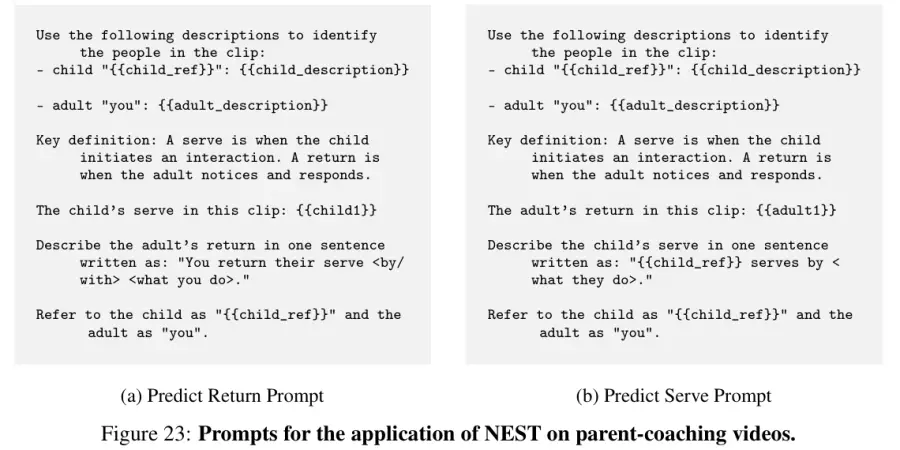 Use the following descriptions to identify
the people in the clip:
- child "{{child_ref}}": {{child_description}}
- adult "you": {{adult_description}}
Key definition: A serve is when the child
initiates an interaction. A return is
when the adult notices and responds.
The child's serve in this clip: {{child1}}
Describe the adult's return in one sentence
written as: "You return their serve <by/
with> <what you do>."
Refer to the child as "{{child_ref}}" and the
adult as "you".
(a) Predict Return Prompt
Use the following descriptions to identify
the people in the clip:
- child "{{child_ref}}": {{child_description}}
- adult "you": {{adult_description}}
Key definition: A serve is when the child
initiates an interaction. A return is
when the adult notices and responds.
The adult's return in this clip: {{adult1}}
Describe the child's serve in one sentence
written as: "{{child_ref}} serves by <
what they do>."
Refer to the child as "{{child_ref}}" and the
adult as "you".
(b) Predict Serve Prompt
Figure 23: Prompts for the application of NEST on parent-coaching videos.